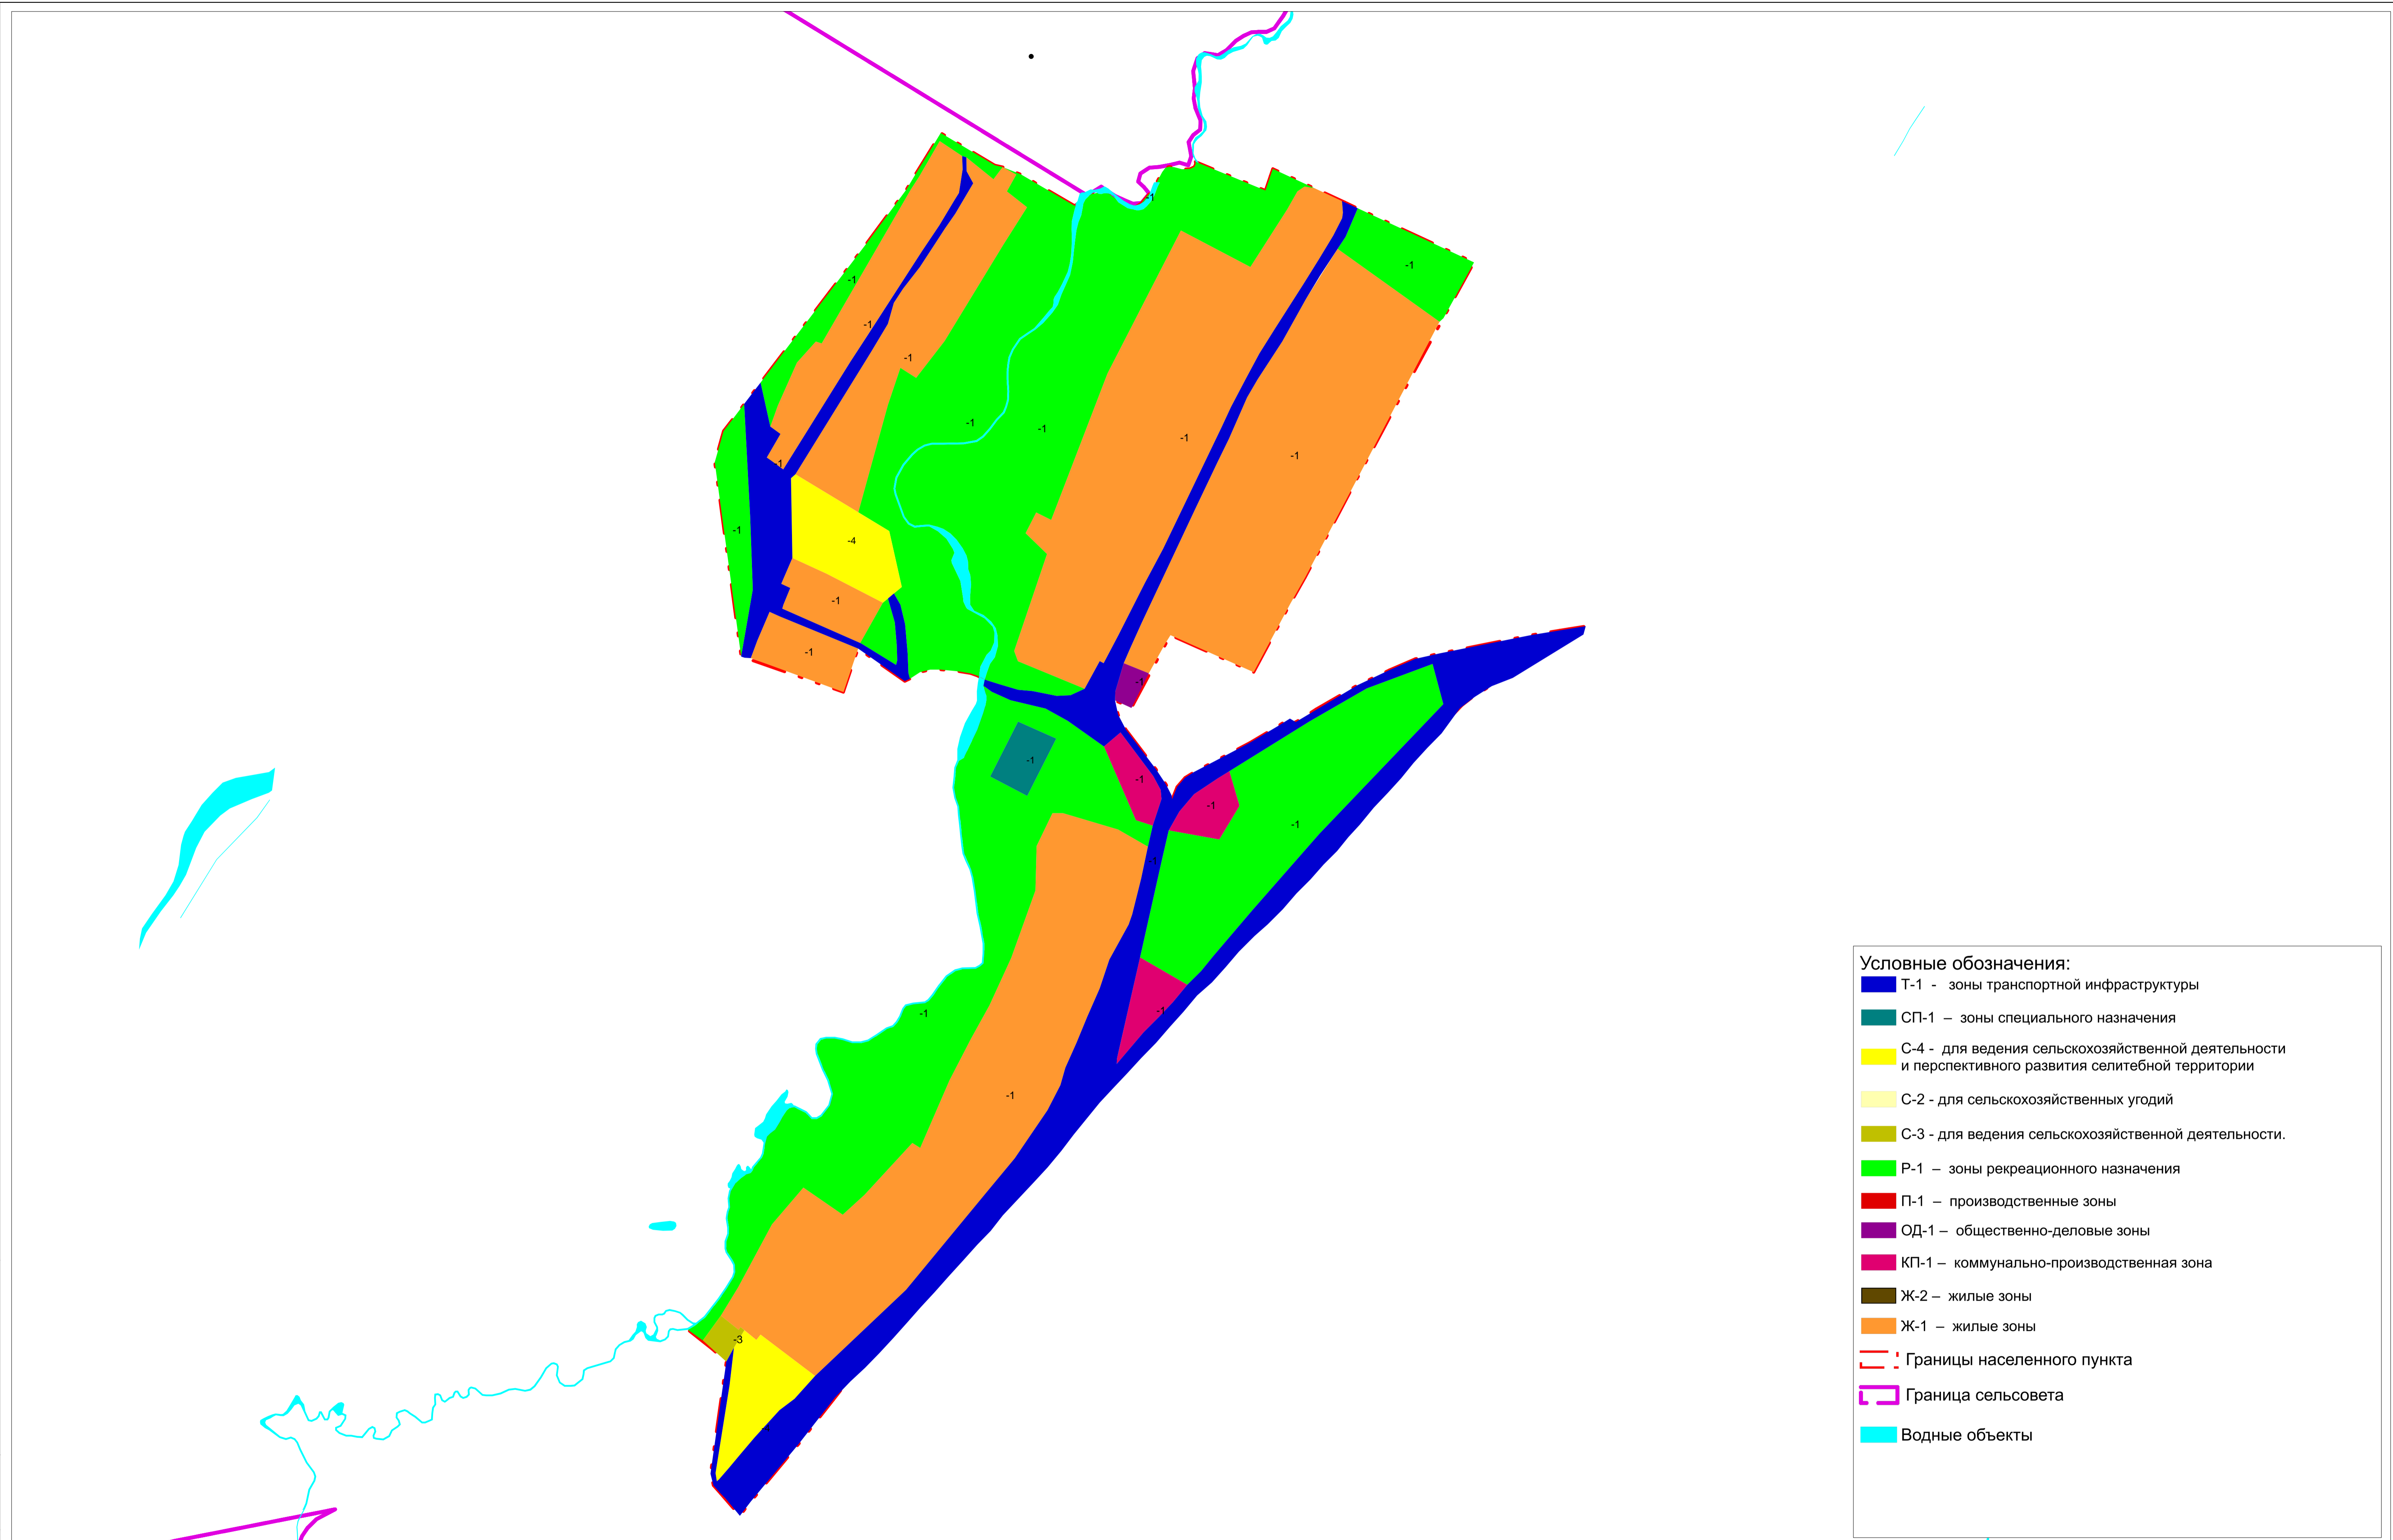 -1
-1
-1
-1
-1
-1
-1
-1
-1
-1
-1
-1
-4
-1
-1
-1
-1
-1
-1
-1
-1
-1
-1
-1
-3
Условные обозначения:
Т-1 - зоны транспортной инфраструктуры
СП-1 – зоны специального назначения
С-4 - для ведения сельскохозяйственной деятельности
и перспективного развития селитебной территории
С-2 - для сельскохозяйственных угодий
С-3 - для ведения сельскохозяйственной деятельности.
Р-1 – зоны рекреационного назначения
П-1 – производственные зоны
ОД-1 – общественно-деловые зоны
КП-1 – коммунально-производственная зона
Ж-2 – жилые зоны
Ж-1 – жилые зоны
Границы населенного пункта
Граница сельсовета
Водные объекты